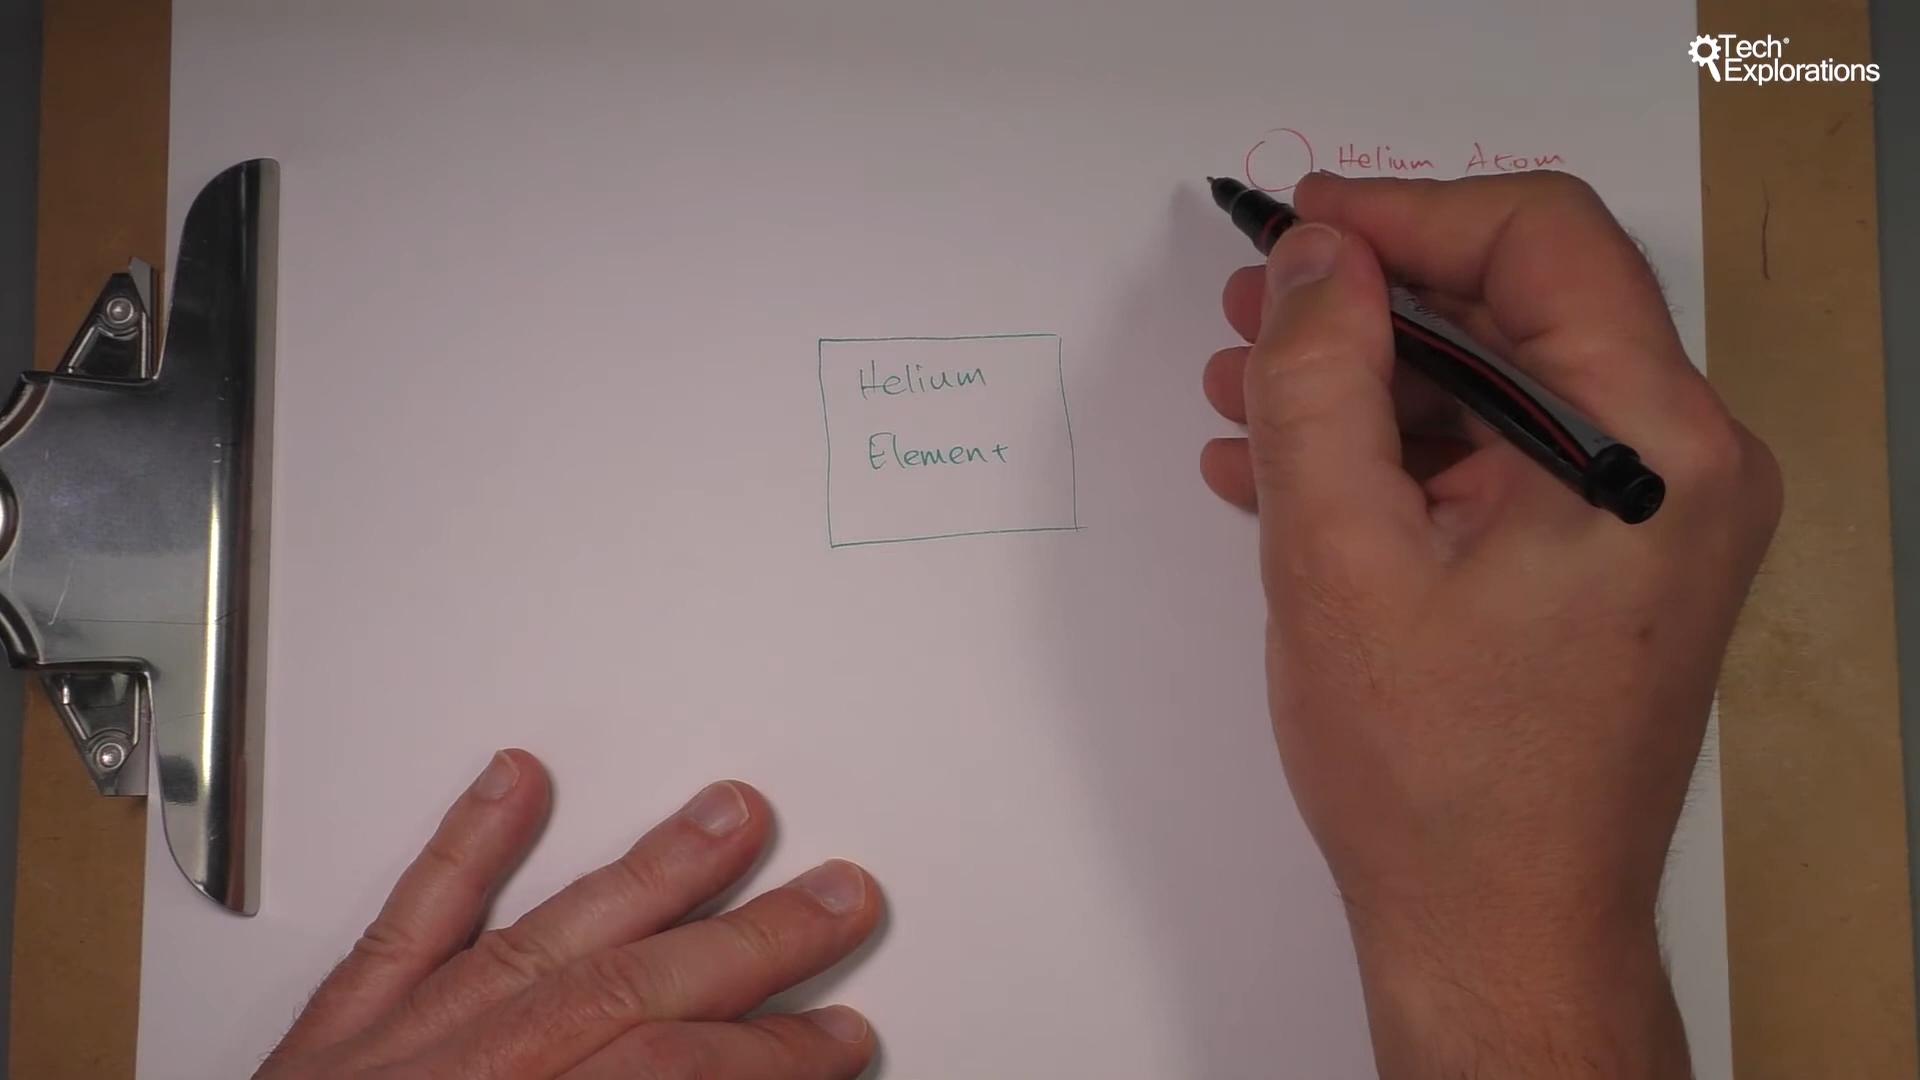 Tech
Explorations
Helium Atom
Helium
Element